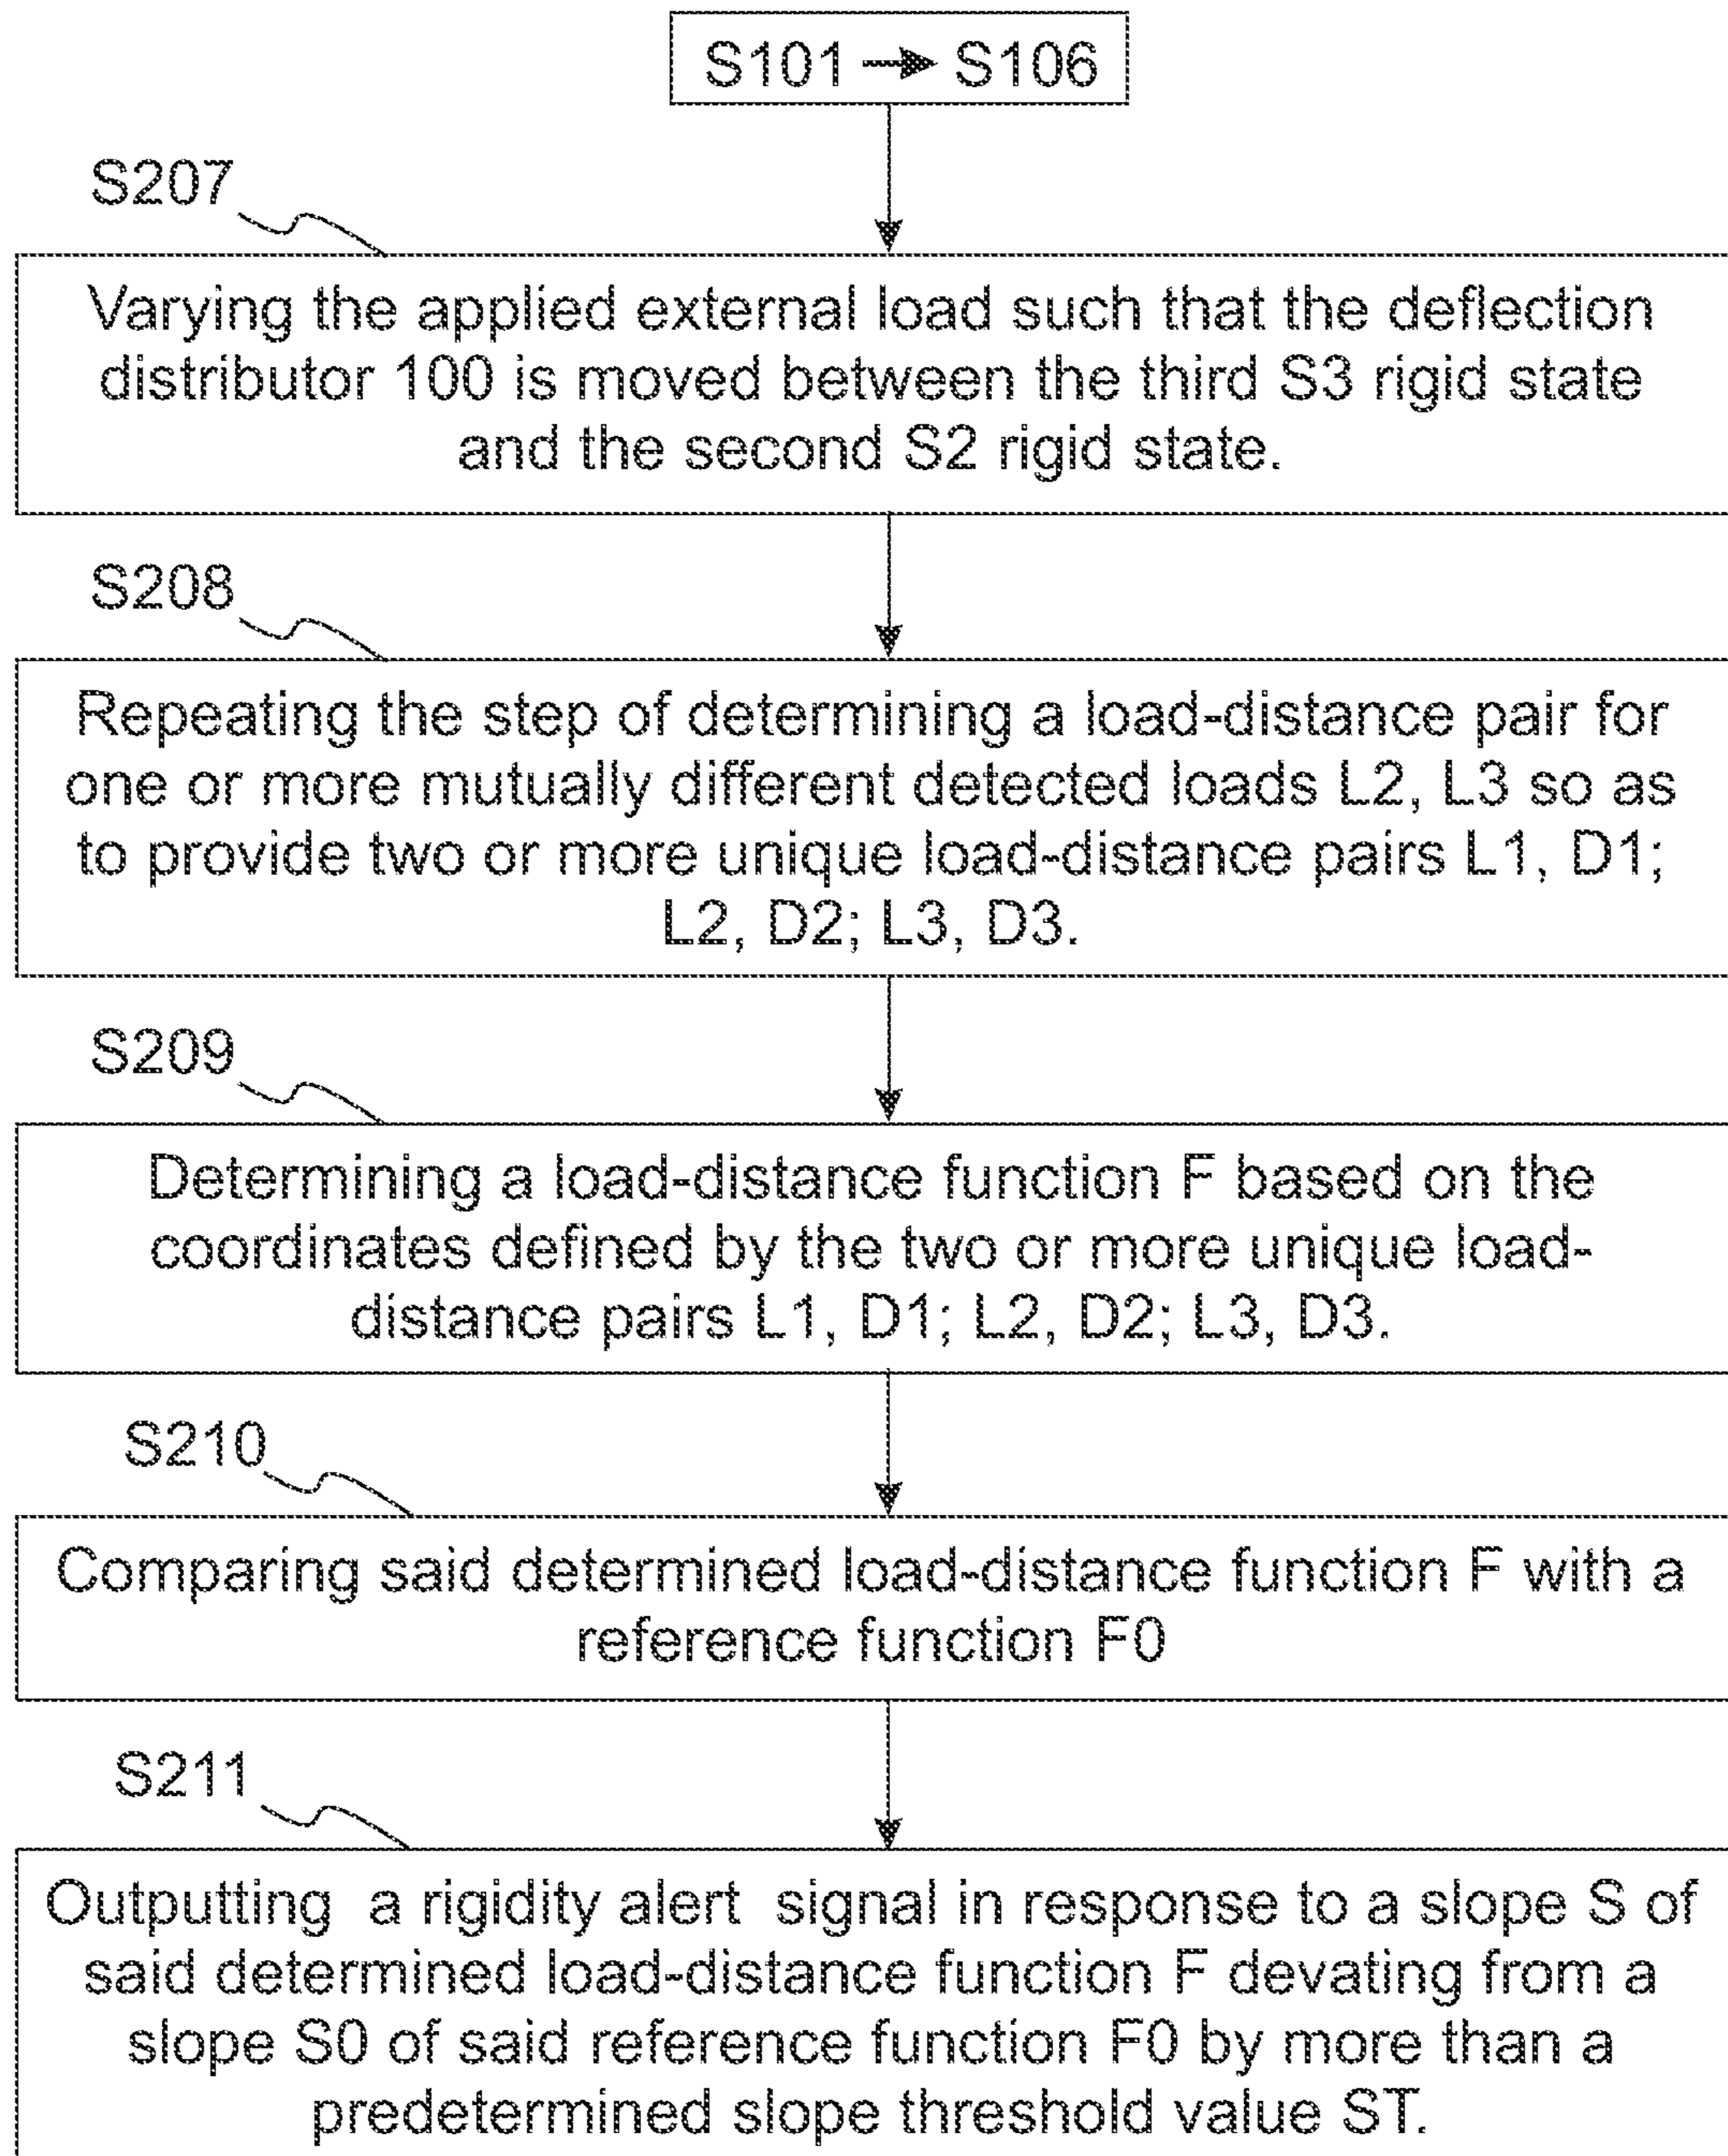 S101 → S106
S207
Varying the applied external load such that the deflection
distributor 100 is moved between the third S3 rigid state
and the second S2 rigid state.
S208
Repeating the step of determining a load-distance pair for
one or more mutually different detected loads L2, L3 so as
to provide two or more unique load-distance pairs L1, D1;
L2, D2; L3, D3.
S209
Determining a load-distance function F based on the
coordinates defined by the two or more unique load-
distance pairs L1, D1; L2, D2; L3, D3.
S210
Comparing said determined load-distance function F with a
reference function F0
S211
Outputting a rigidity alert signal in response to a slope S of
said determined load-distance function F devating from a
slope S0 of said reference function F0 by more than a
predetermined slope threshold value ST.